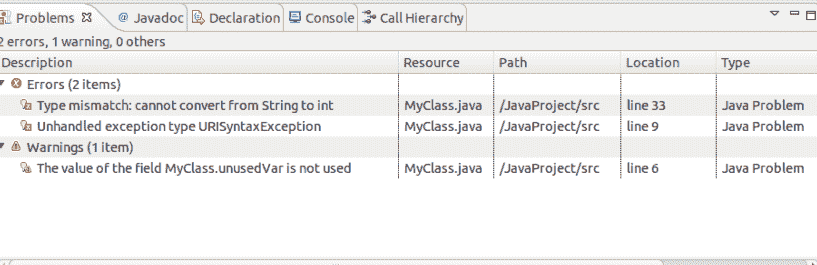 Problems @ Javadoc Declaration Console Call Hierarchy
2 errors, 1 warning, 0 others
Description Resource Path Location Type
Errors (2 items)
Type mismatch: cannot convert from String to int MyClass.java /JavaProject/src line 33 Java Problem
Unhandled exception type URISyntaxException MyClass.java /JavaProject/src line 9 Java Problem
Warnings (1 item)
The value of the field MyClass.unusedVar is not used MyClass.java /JavaProject/src line 6 Java Problem